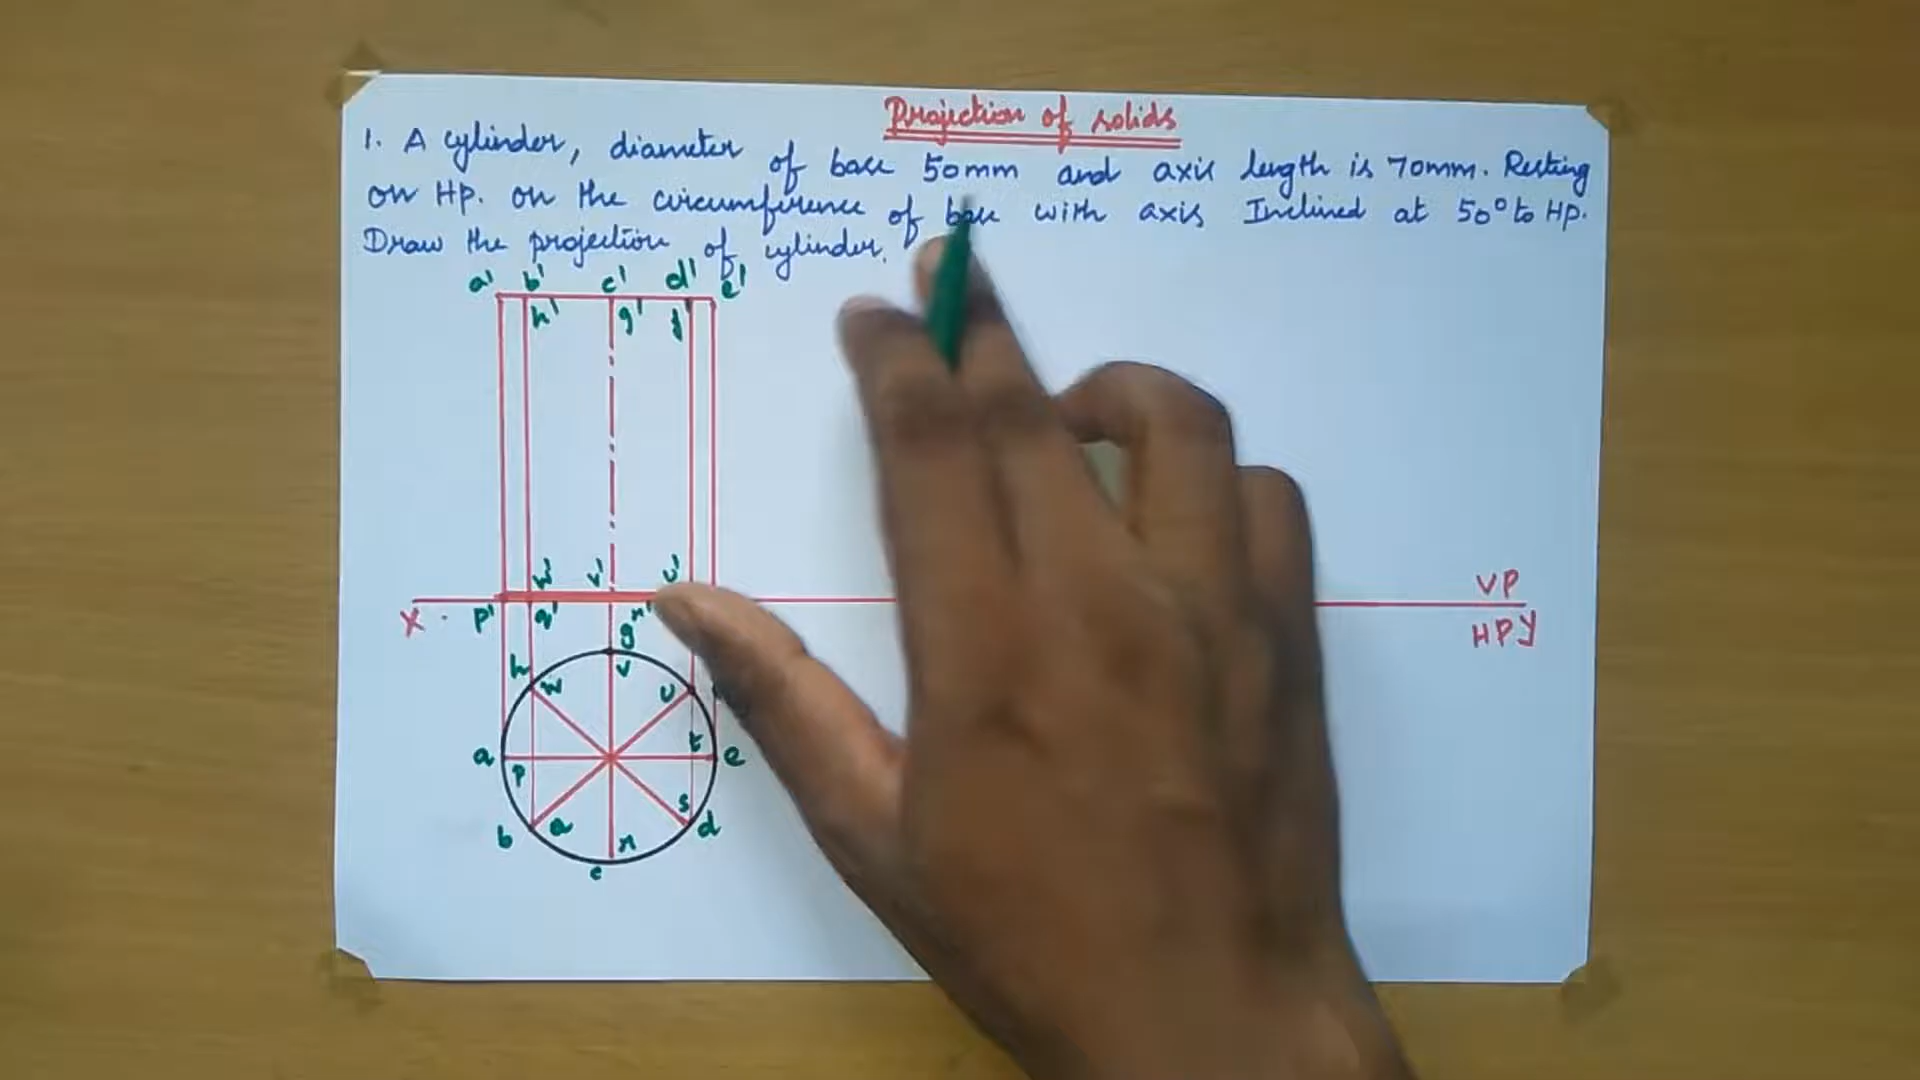 Projection of solids
1. A cylinder, diameter of base 50mm and axis length is 70mm. Resting
on HP. on the circumference of base with axis Inclined at 50° to HP.
Draw the projection of cylinder.
a' b' c' d' e'
h' g' f'
w' v' u'
VP
X p' q' r'
HP Y
g
h w v u
a p t e
b q r s d
c